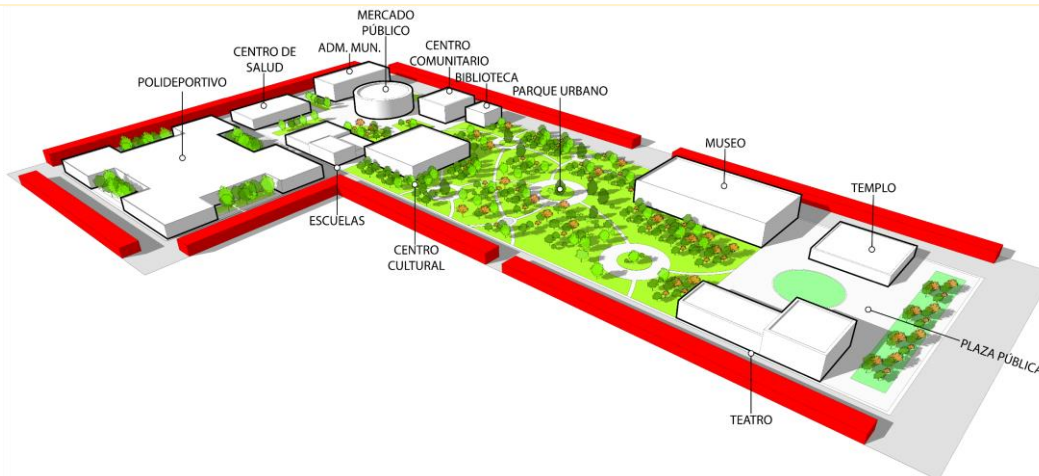 MERCADO
PÚBLICO
ADM. MUN.
CENTRO DE
SALUD
CENTRO
COMUNITARIO
BIBLIOTECA
POLIDEPORTIVO
PARQUE URBANO
MUSEO
TEMPLO
ESCUELAS
CENTRO
CULTURAL
PLAZA PÚBLICA
TEATRO